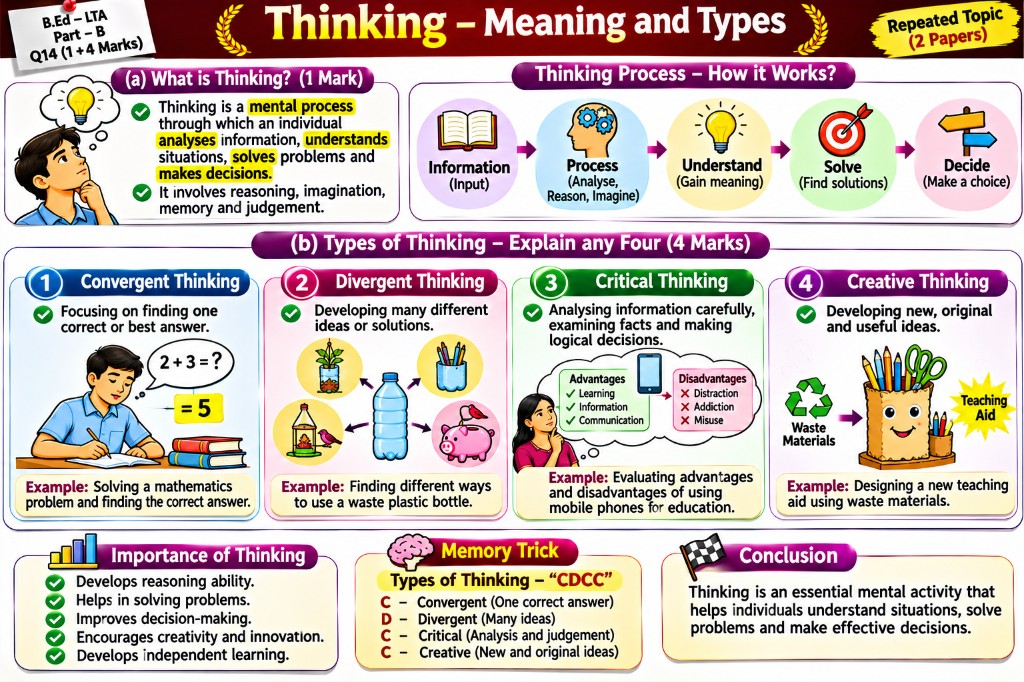 B.Ed – LTA
Part – B
Q14 (1 + 4 Marks)
Thinking – Meaning and Types
Repeated Topic
(2 Papers)
(a) What is Thinking? (1 Mark)
Thinking is a mental process
through which an individual
analyses information, understands
situations, solves problems and
makes decisions.
It involves reasoning, imagination,
memory and judgement.
Thinking Process – How it Works?
Information
(Input)
Process
(Analyse,
Reason, Imagine)
Understand
(Gain meaning)
Solve
(Find solutions)
Decide
(Make a choice)
(b) Types of Thinking – Explain any Four (4 Marks)
1 Convergent Thinking
Focusing on finding one
correct or best answer.
2 + 3 = ?
= 5
Example: Solving a mathematics
problem and finding the correct answer.
2 Divergent Thinking
Developing many different
ideas or solutions.
Example: Finding different ways
to use a waste plastic bottle.
3 Critical Thinking
Analysing information carefully,
examining facts and making
logical decisions.
Advantages
✓ Learning
✓ Information
✓ Communication
Disadvantages
✗ Distraction
✗ Addiction
✗ Misuse
Example: Evaluating advantages
and disadvantages of using
mobile phones for education.
4 Creative Thinking
Developing new, original
and useful ideas.
Waste
Materials
Teaching
Aid
Example: Designing a new teaching
aid using waste materials.
Importance of Thinking
Develops reasoning ability.
Helps in solving problems.
Improves decision-making.
Encourages creativity and innovation.
Develops independent learning.
Memory Trick
Types of Thinking – “CDCC”
C – Convergent (One correct answer)
D – Divergent (Many ideas)
C – Critical (Analysis and judgement)
C – Creative (New and original ideas)
Conclusion
Thinking is an essential mental activity that
helps individuals understand situations, solve
problems and make effective decisions.